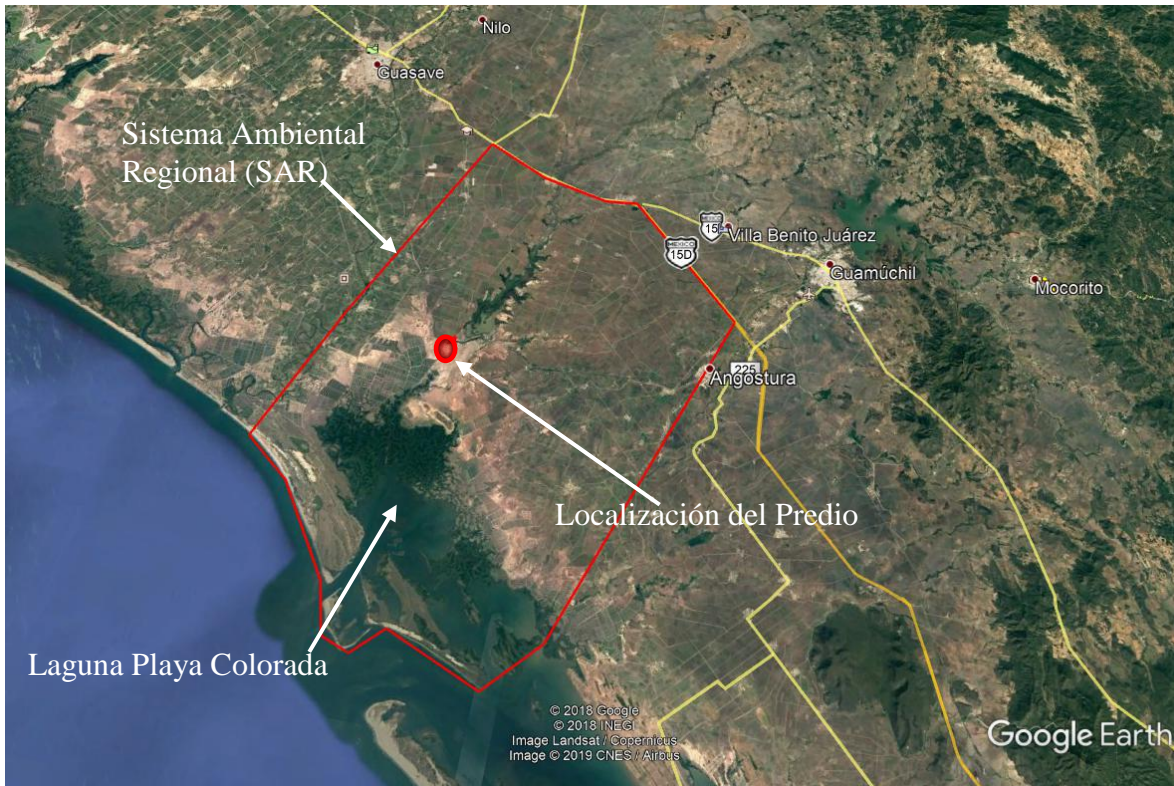 Nilo
Guasave
Sistema Ambiental
Regional (SAR)
15
Villa Benito Juárez
MEXICO
15D
Guamúchil
Mocorito
Angostura
225
Localización del Predio
Laguna Playa Colorada
© 2018 Google
© 2018 INEGI
Image Landsat / Copernicus
Image © 2019 CNES / Airbus
Google Earth